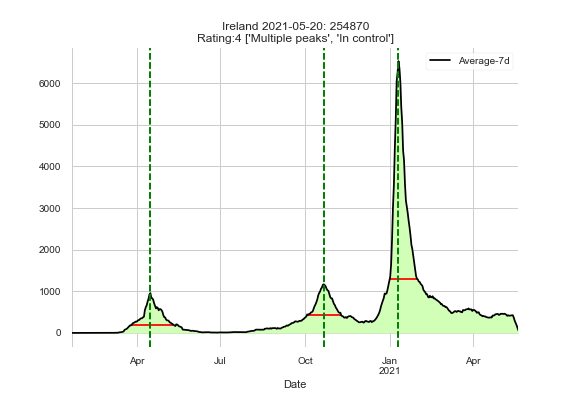 Ireland 2021-05-20: 254870
Rating:4 ['Multiple peaks', 'In control']
Average-7d
6000
5000
4000
3000
2000
1000
0
Apr
Jul
Oct
Jan
2021
Apr
Date